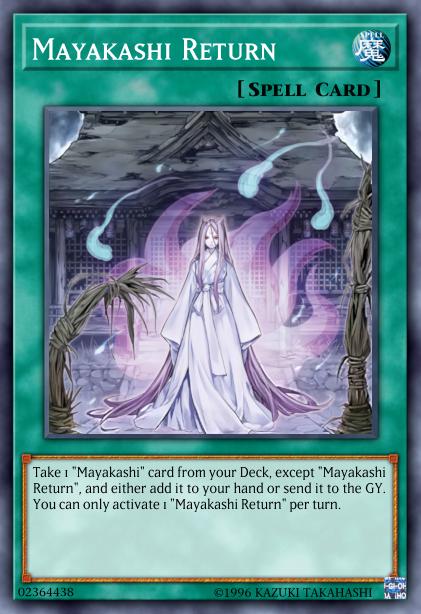 Mayakashi Return
[Spell Card]
Take 1 "Mayakashi" card from your Deck, except "Mayakashi
Return", and either add it to your hand or send it to the GY.
You can only activate 1 "Mayakashi Return" per turn.
02364438
©1996 KAZUKI TAKAHASHI